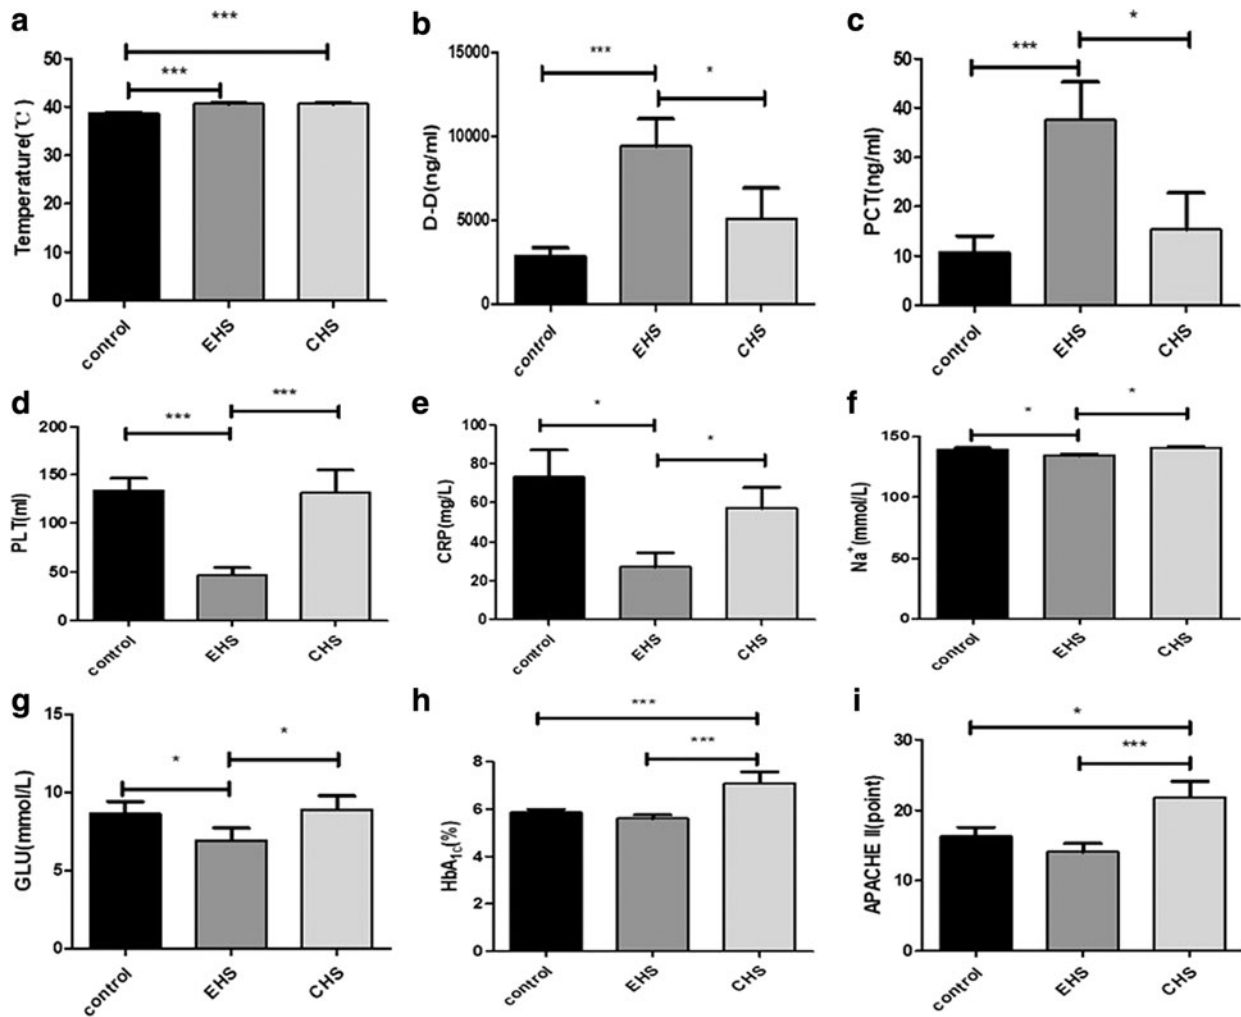 a
***
***
Temperature(℃)
50
40
30
20
10
0
control
EHS
CHS
b
***
*
D-D(ng/ml)
15000
10000
5000
0
control
EHS
CHS
c
*
***
PCT(ng/ml)
50
40
30
20
10
0
control
EHS
CHS
d
***
***
PLT(ml)
200
150
100
50
0
control
EHS
CHS
e
*
*
CRP(mg/L)
100
80
60
40
20
0
control
EHS
CHS
f
*
*
Na⁺(mmol/L)
150
100
50
0
control
EHS
CHS
g
*
*
GLU(mmol/L)
15
10
5
0
control
EHS
CHS
h
***
***
HbA₁c(%)
8
6
4
2
0
control
EHS
CHS
i
*
***
APACHE II(point)
30
20
10
0
control
EHS
CHS